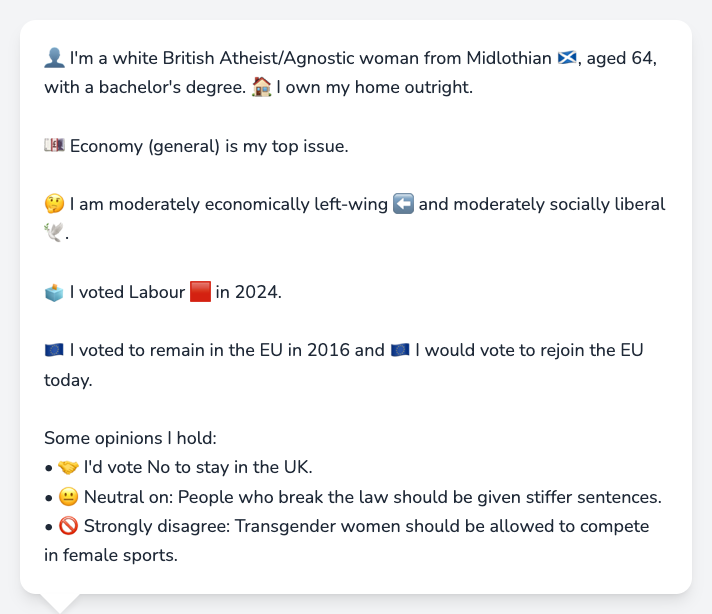 👤 I'm a white British Atheist/Agnostic woman from Midlothian 🏴󠁧󠁢󠁳󠁣󠁴󠁿, aged 64,
with a bachelor's degree. 🏠 I own my home outright.
💷 Economy (general) is my top issue.
🤔 I am moderately economically left-wing ⬅️ and moderately socially liberal
🕊️.
🗳️ I voted Labour 🟥 in 2024.
🇪🇺 I voted to remain in the EU in 2016 and 🇪🇺 I would vote to rejoin the EU
today.
Some opinions I hold:
• 🤝 I'd vote No to stay in the UK.
• 😐 Neutral on: People who break the law should be given stiffer sentences.
• 🚫 Strongly disagree: Transgender women should be allowed to compete
in female sports.